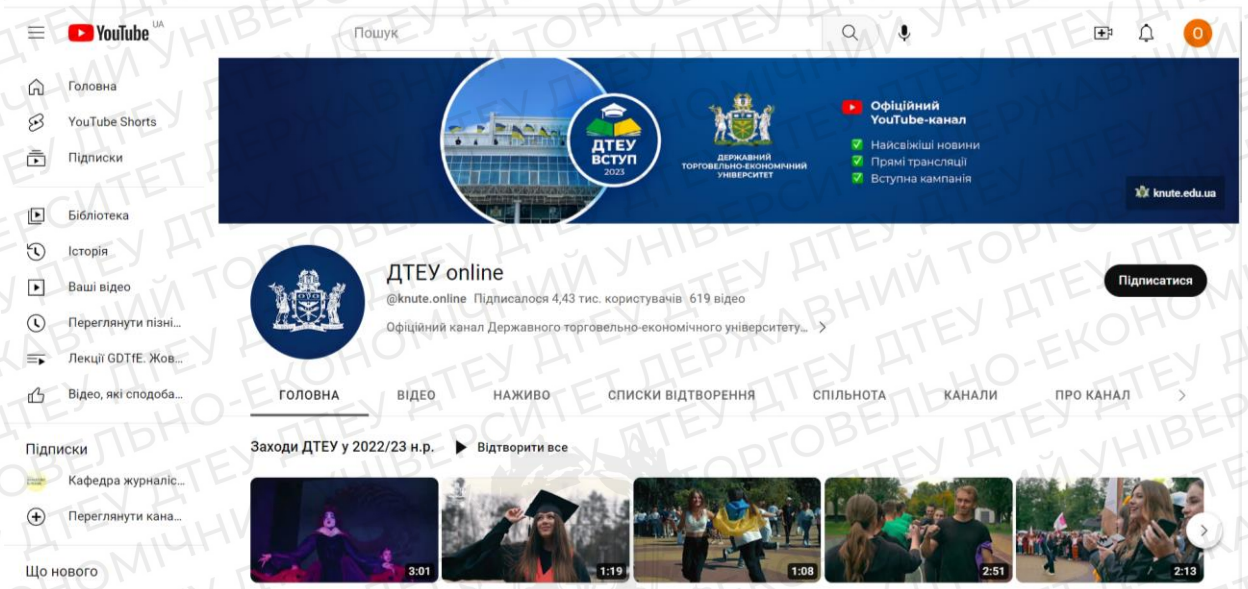 YouTube UA
Пошук
О
Головна
YouTube Shorts
Підписки
Бібліотека
Історія
Ваші відео
Переглянути пізні...
Лекції GDTfE. Жов...
Відео, які сподоба...
Підписки
Кафедра журналіс...
Переглянути кана...
Що нового
ДТЕУ
ВСТУП
2023
ДЕРЖАВНИЙ
ТОРГОВЕЛЬНО-ЕКОНОМІЧНИЙ
УНІВЕРСИТЕТ
Офіційний
YouTube-канал
Найсвіжіші новини
Прямі трансляції
Вступна кампанія
knute.edu.ua
ДТЕУ online
@knute.online Підписалося 4,43 тис. користувачів 619 відео
Офіційний канал Державного торговельно-економічного університету...
Підписатися
ГОЛОВНА ВІДЕО НАЖИВО СПИСКИ ВІДТВОРЕННЯ СПІЛЬНОТА КАНАЛИ ПРО КАНАЛ
Заходи ДТЕУ у 2022/23 н.р. Відтворити все
3:01 1:19 1:08 2:51 2:13